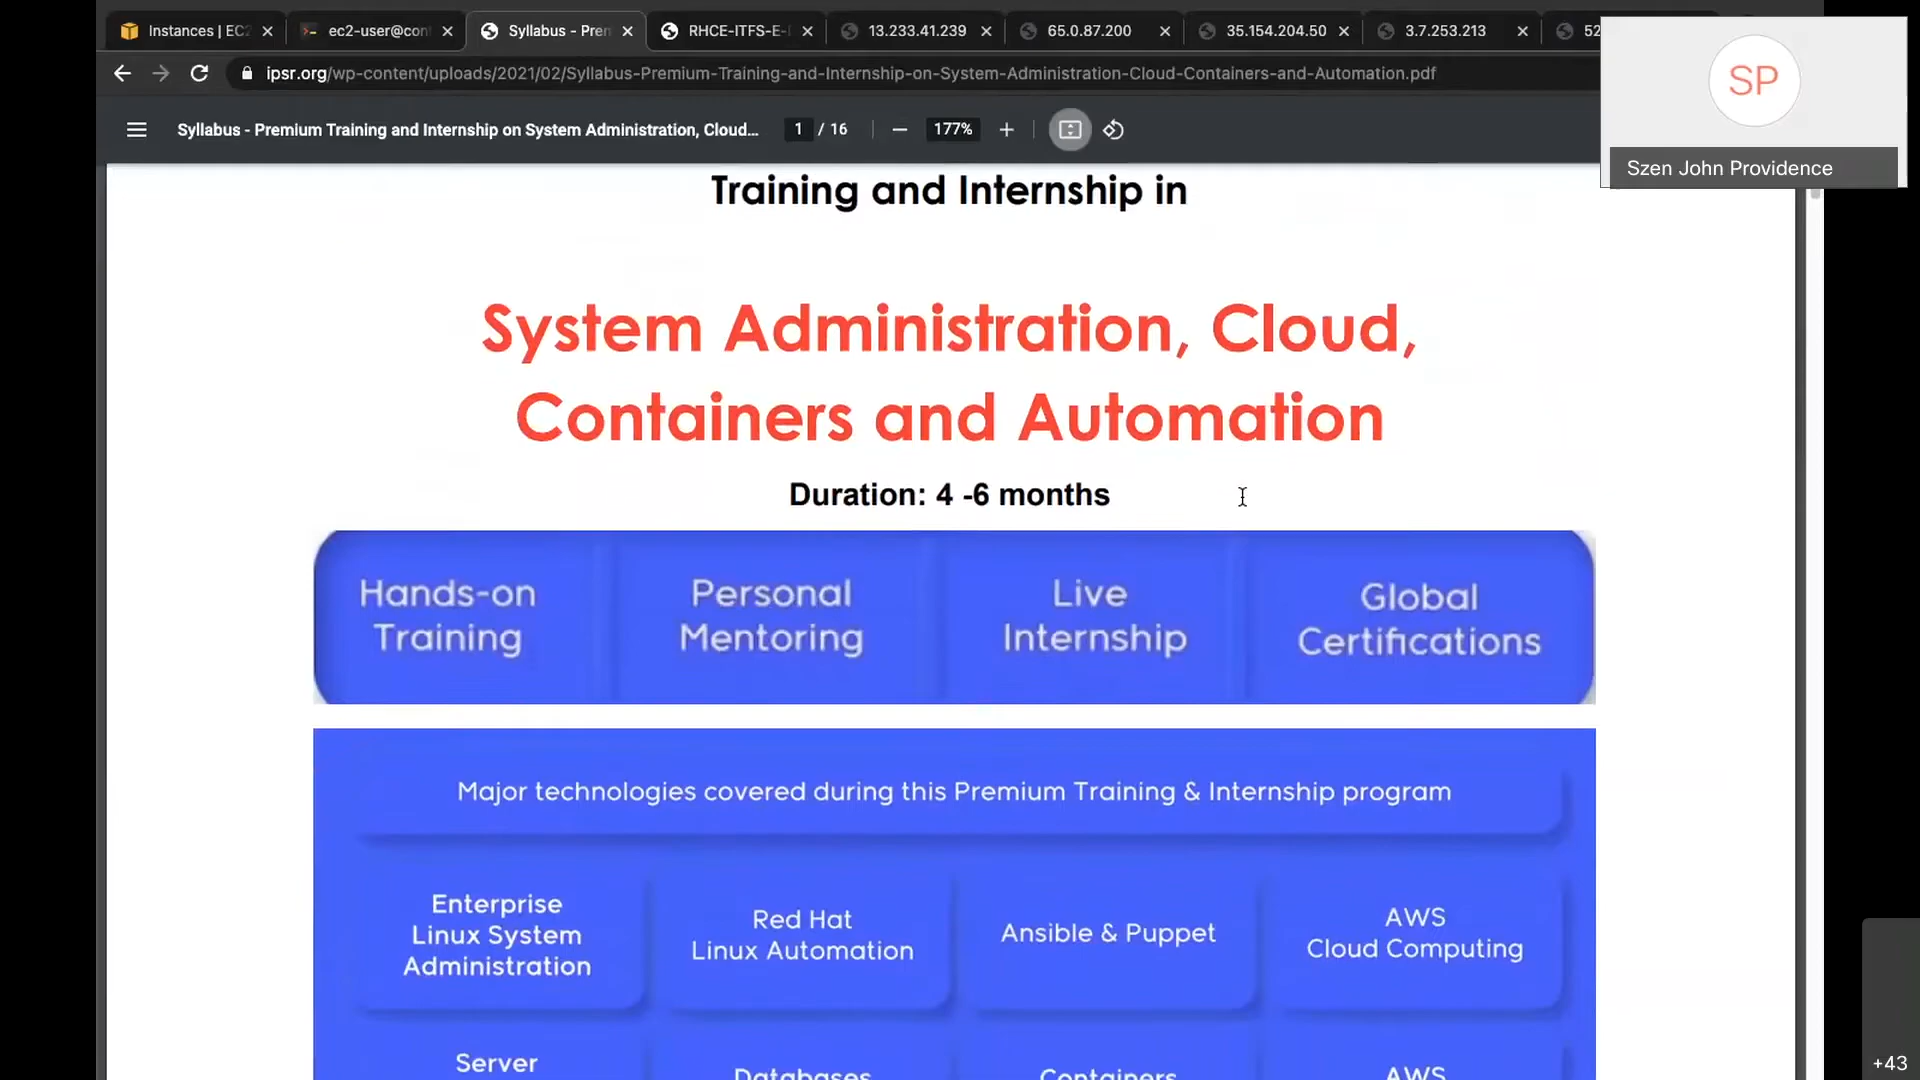 Instances | EC
ec2-user@con
Syllabus - Pren
RHCE-ITFS-E-
13.233.41.239
65.0.87.200
35.154.204.50
3.7.253.213
52
ipsr.org/wp-content/uploads/2021/02/Syllabus-Premium-Training-and-Internship-on-System-Administration-Cloud-Containers-and-Automation.pdf
SP
Szen John Providence
Syllabus - Premium Training and Internship on System Administration, Cloud...
1 / 16
177%
Training and Internship in
System Administration, Cloud,
Containers and Automation
Duration: 4 -6 months
Hands-on
Training
Personal
Mentoring
Live
Internship
Global
Certifications
Major technologies covered during this Premium Training & Internship program
Enterprise
Linux System
Administration
Red Hat
Linux Automation
Ansible & Puppet
AWS
Cloud Computing
Server
Databases
Containers
AWS
+43